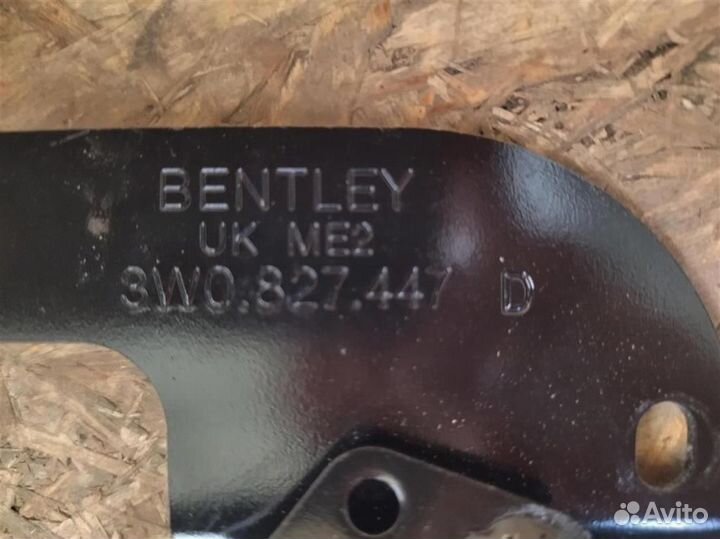 BENTLEY
UK ME2
3W0.827.447 D
Avito